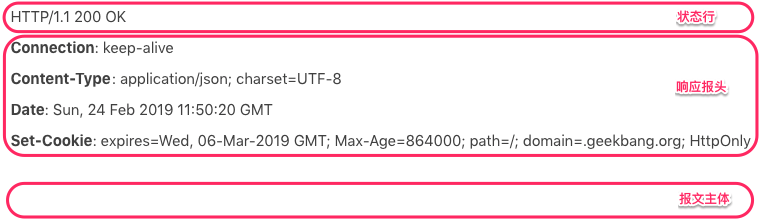 HTTP/1.1 200 OK 状态行
Connection: keep-alive
Content-Type: application/json; charset=UTF-8
响应报头
Date: Sun, 24 Feb 2019 11:50:20 GMT
Set-Cookie: expires=Wed, 06-Mar-2019 GMT; Max-Age=864000; path=/; domain=.geekbang.org; HttpOnly
报文主体